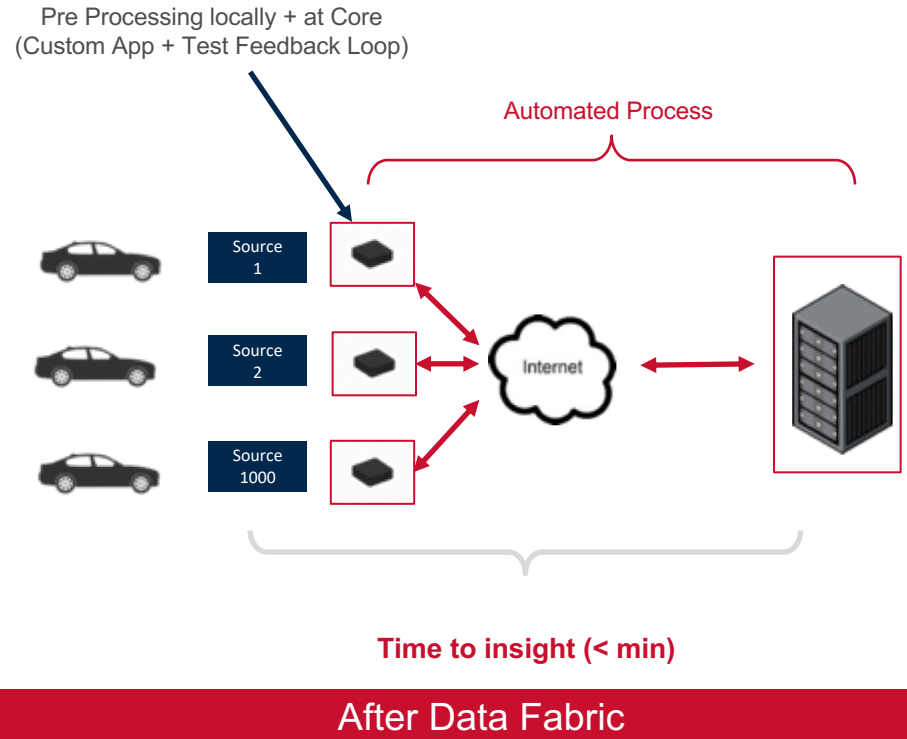 Pre Processing locally + at Core
(Custom App + Test Feedback Loop)
Automated Process
Source
1
Source
2
Internet
Source
1000
Time to insight (< min)
After Data Fabric